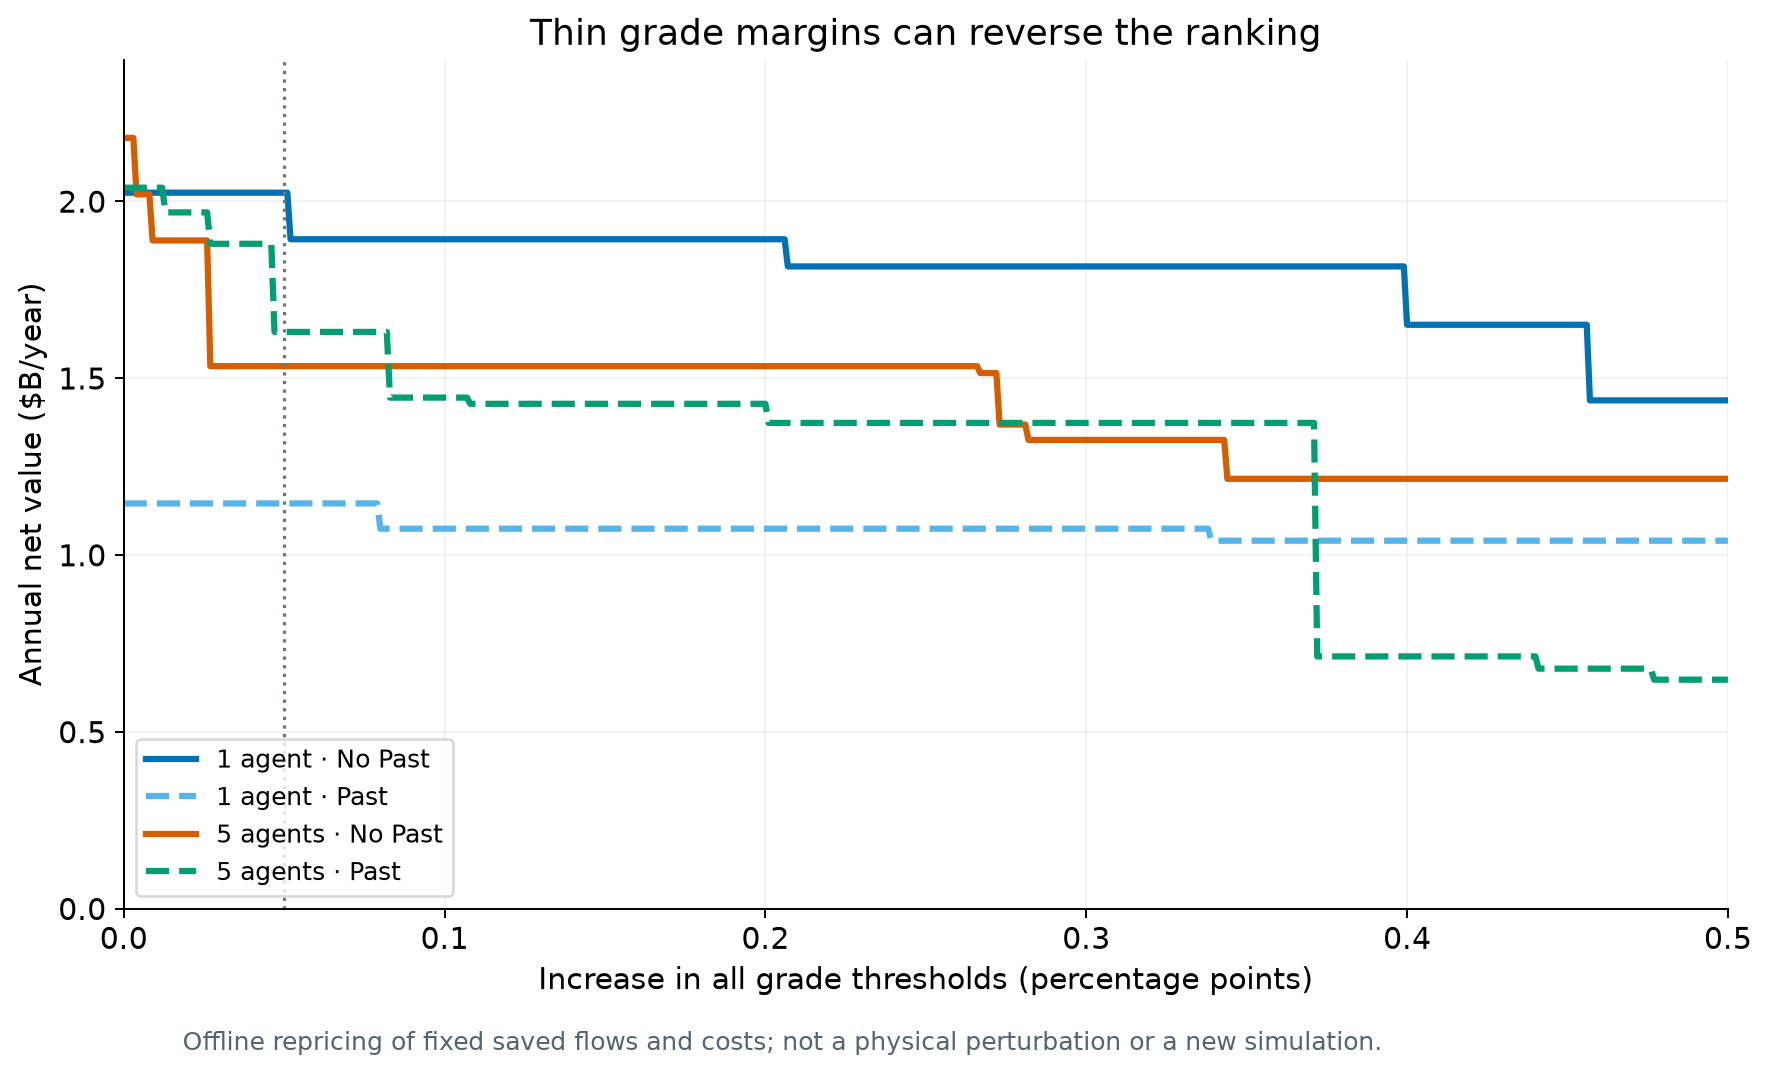 Thin grade margins can reverse the ranking
Annual net value ($B/year)
2.0
1.5
1.0
0.5
0.0
1 agent · No Past
1 agent · Past
5 agents · No Past
5 agents · Past
0.0 0.1 0.2 0.3 0.4 0.5
Increase in all grade thresholds (percentage points)
Offline repricing of fixed saved flows and costs; not a physical perturbation or a new simulation.